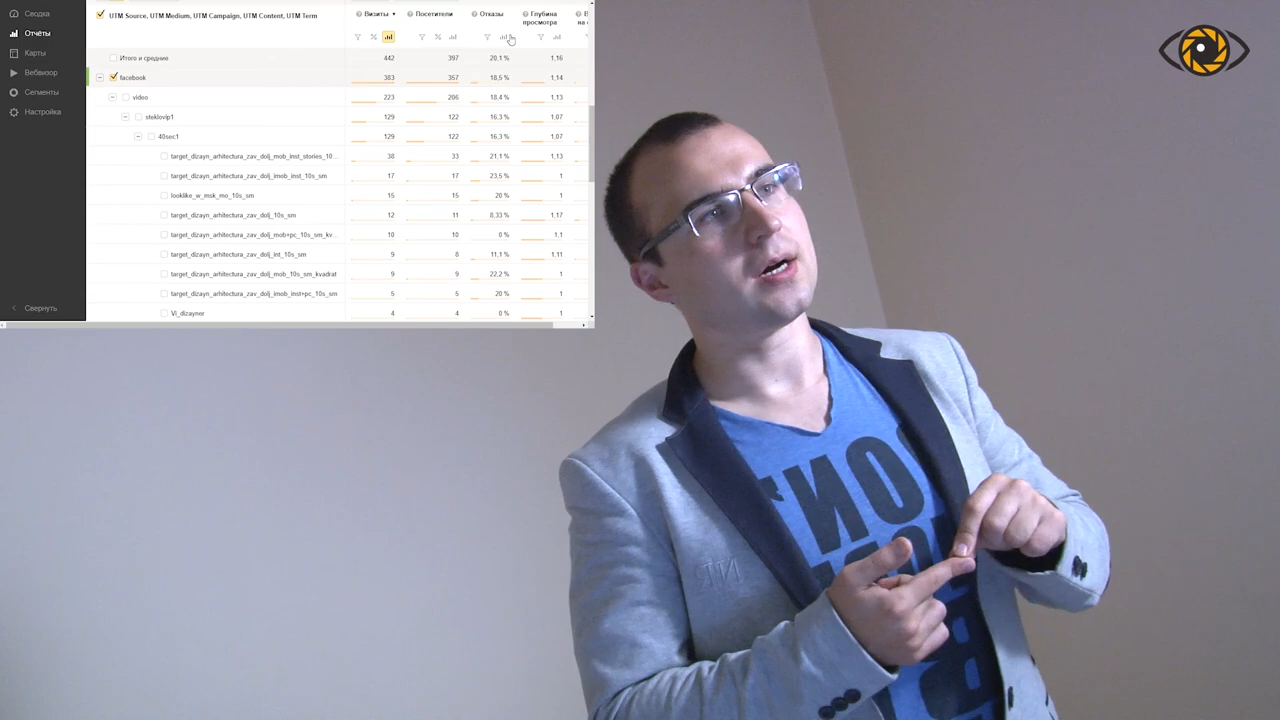 Сводка
Отчёты
Карты
Вебвизор
Сегменты
Настройка
Свернуть
UTM Source, UTM Medium, UTM Campaign, UTM Content, UTM Term
Визиты ▾ Посетители Отказы Глубина просмотра
Итого и средние 442 397 20,1 % 1,16
facebook 383 357 18,5 % 1,14
video 223 206 18,4 % 1,13
steklovip1 129 122 16,3 % 1,07
40sec1 129 122 16,3 % 1,07
target_dizayn_arhitectura_zav_dolj_mob_inst_stories_10... 38 33 21,1 % 1,13
target_dizayn_arhitectura_zav_dolj_imob_inst_10s_sm 17 17 23,5 % 1
looklike_w_msk_mo_10s_sm 15 15 20 % 1
target_dizayn_arhitectura_zav_dolj_10s_sm 12 11 8,33 % 1,17
target_dizayn_arhitectura_zav_dolj_mob+pc_10s_sm_kv... 10 10 0 % 1,1
target_dizayn_arhitectura_zav_dolj_int_10s_sm 9 8 11,1 % 1,11
target_dizayn_arhitectura_zav_dolj_mob_10s_sm_kvadrat 9 9 22,2 % 1
target_dizayn_arhitectura_zav_dolj_imob_inst+pc_10s_sm 5 5 20 % 1
Vl_dizayner 4 4 0 % 1